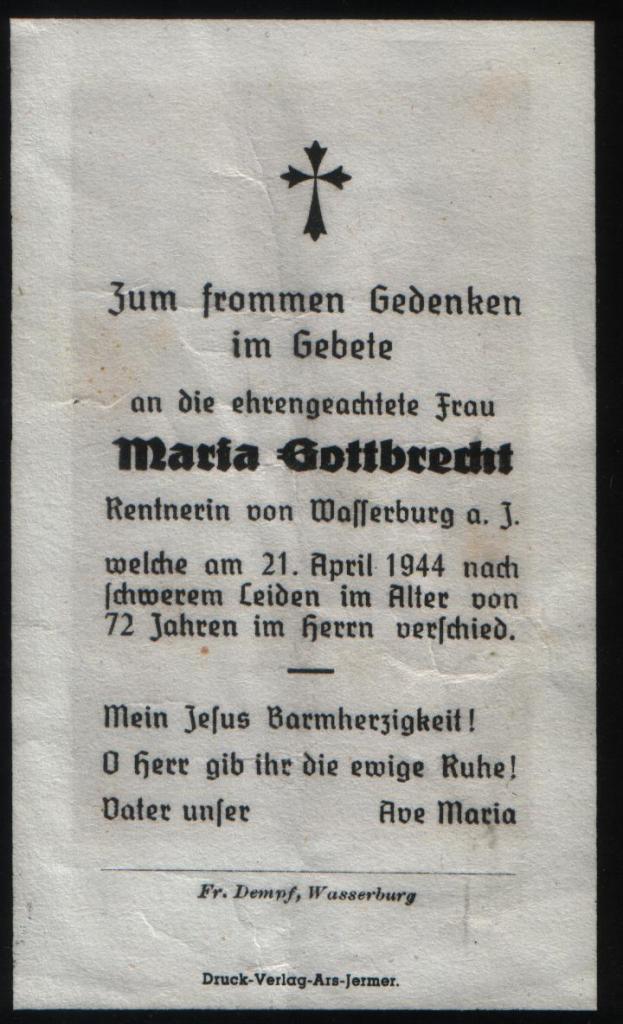 Zum frommen Gedenken
im Gebete
an die ehrengeachtete Frau
Maria Gottbrecht
Rentnerin von Waſſerburg a. J.
welche am 21. April 1944 nach
ſchwerem Leiden im Alter von
72 Jahren im Herrn verſchied.
Mein Jeſus Barmherzigkeit!
O Herr gib ihr die ewige Ruhe!
Vater unſer Ave Maria
Fr. Dempf, Wasserburg
Druck-Verlag-Ars-Jermer.